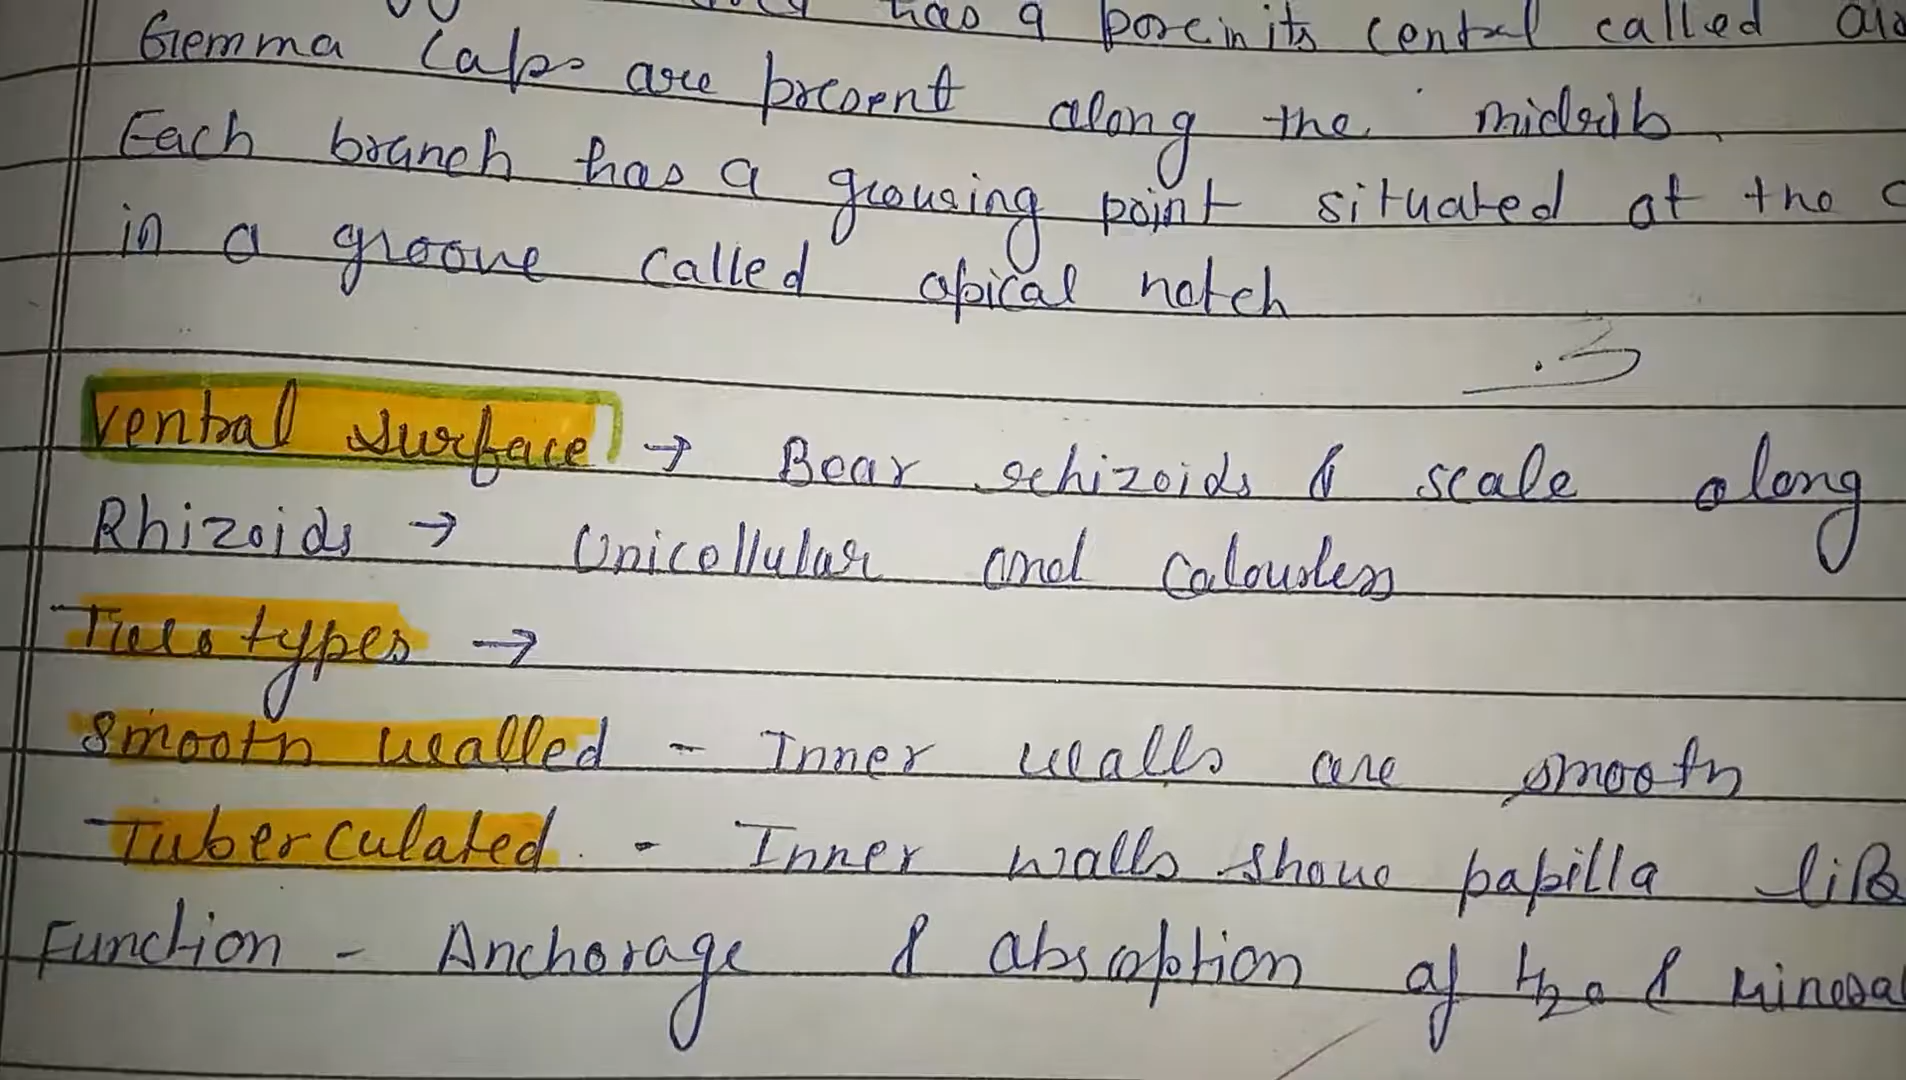 has a pore in its central called
Gemma Caps are present along the midrib
Each branch has a growing point situated at the
in a groove called apical notch
Ventral surface → Bear rhizoids & scale along
Rhizoids → Unicellular and Colourless
Two types →
Smooth walled - Inner walls are smooth
Tuberculated - Inner walls show papilla like
Function - Anchorage & absorption of H2O & Mineral